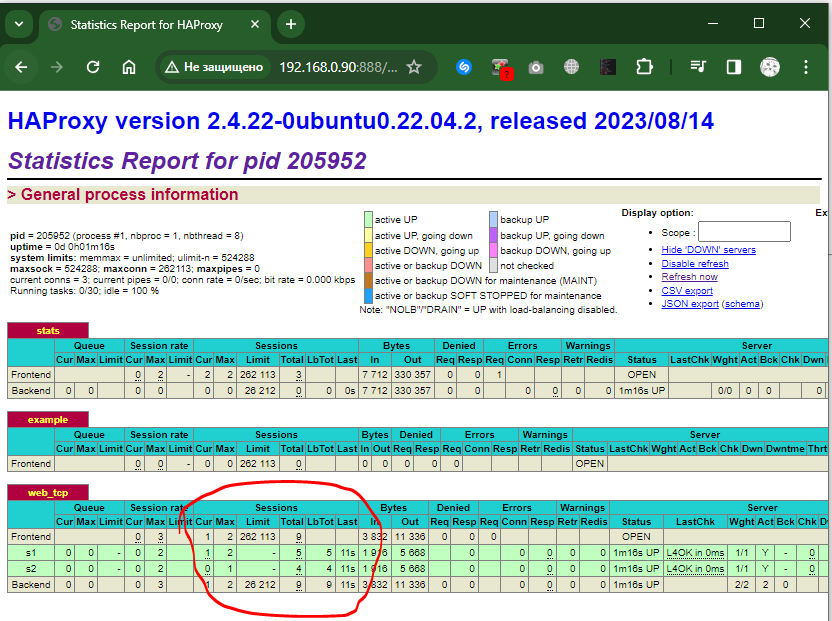 Statistics Report for HAProxy
Не защищено 192.168.0.90:888/...
?
HAProxy version 2.4.22-0ubuntu0.22.04.2, released 2023/08/14
Statistics Report for pid 205952
> General process information
pid = 205952 (process #1, nbproc = 1, nbthread = 8)
uptime = 0d 0h01m16s
system limits: memmax = unlimited; ulimit-n = 524288
maxsock = 524288; maxconn = 262113; maxpipes = 0
current conns = 3; current pipes = 0/0; conn rate = 0/sec; bit rate = 0.000 kbps
Running tasks: 0/30; idle = 100 %
active UP backup UP
active UP, going down backup UP, going down
active DOWN, going up backup DOWN, going up
active or backup DOWN not checked
active or backup DOWN for maintenance (MAINT)
active or backup SOFT STOPPED for maintenance
Note: "NOLB"/"DRAIN" = UP with load-balancing disabled.
Display option: Ex
• Scope :
• Hide 'DOWN' servers
• Disable refresh
• Refresh now
• CSV export
• JSON export (schema)
stats
Queue Session rate Sessions Bytes Denied Errors Warnings Server
Cur Max Limit Cur Max Limit Cur Max Limit Total LbTot Last In Out Req Resp Req Conn Resp Retr Redis Status LastChk Wght Act Bck Chk Dwn
Frontend 0 2 - 2 2 262 113 3 7 712 330 357 0 0 1 OPEN
Backend 0 0 0 0 0 0 26 212 0 0 0s 7 712 330 357 0 0 0 0 0 0 1m16s UP 0/0 0 0 0
example
Queue Session rate Sessions Bytes Denied Errors Warnings Server
Cur Max Limit Cur Max Limit Cur Max Limit Total LbTot Last In Out Req Resp Req Conn Resp Retr Redis Status LastChk Wght Act Bck Chk Dwn Dwntme Thrt
Frontend 0 0 - 0 0 262 113 0 0 0 0 0 0 OPEN
web_tcp
Queue Session rate Sessions Bytes Denied Errors Warnings Server
Cur Max Limit Cur Max Limit Cur Max Limit Total LbTot Last In Out Req Resp Req Conn Resp Retr Redis Status LastChk Wght Act Bck Chk D
Frontend 0 3 - 1 2 262 113 9 3 832 11 336 0 0 0 OPEN
s1 0 0 - 0 2 1 2 - 5 5 11s 1 916 5 668 0 0 0 0 0 1m16s UP L4OK in 0ms 1/1 Y - 0
s2 0 0 - 0 2 0 1 - 4 4 11s 1 916 5 668 0 0 0 0 0 1m16s UP L4OK in 0ms 1/1 Y - 0
Backend 0 0 0 3 1 2 26 212 9 9 11s 3 832 11 336 0 0 0 0 0 0 1m16s UP 2/2 2 0